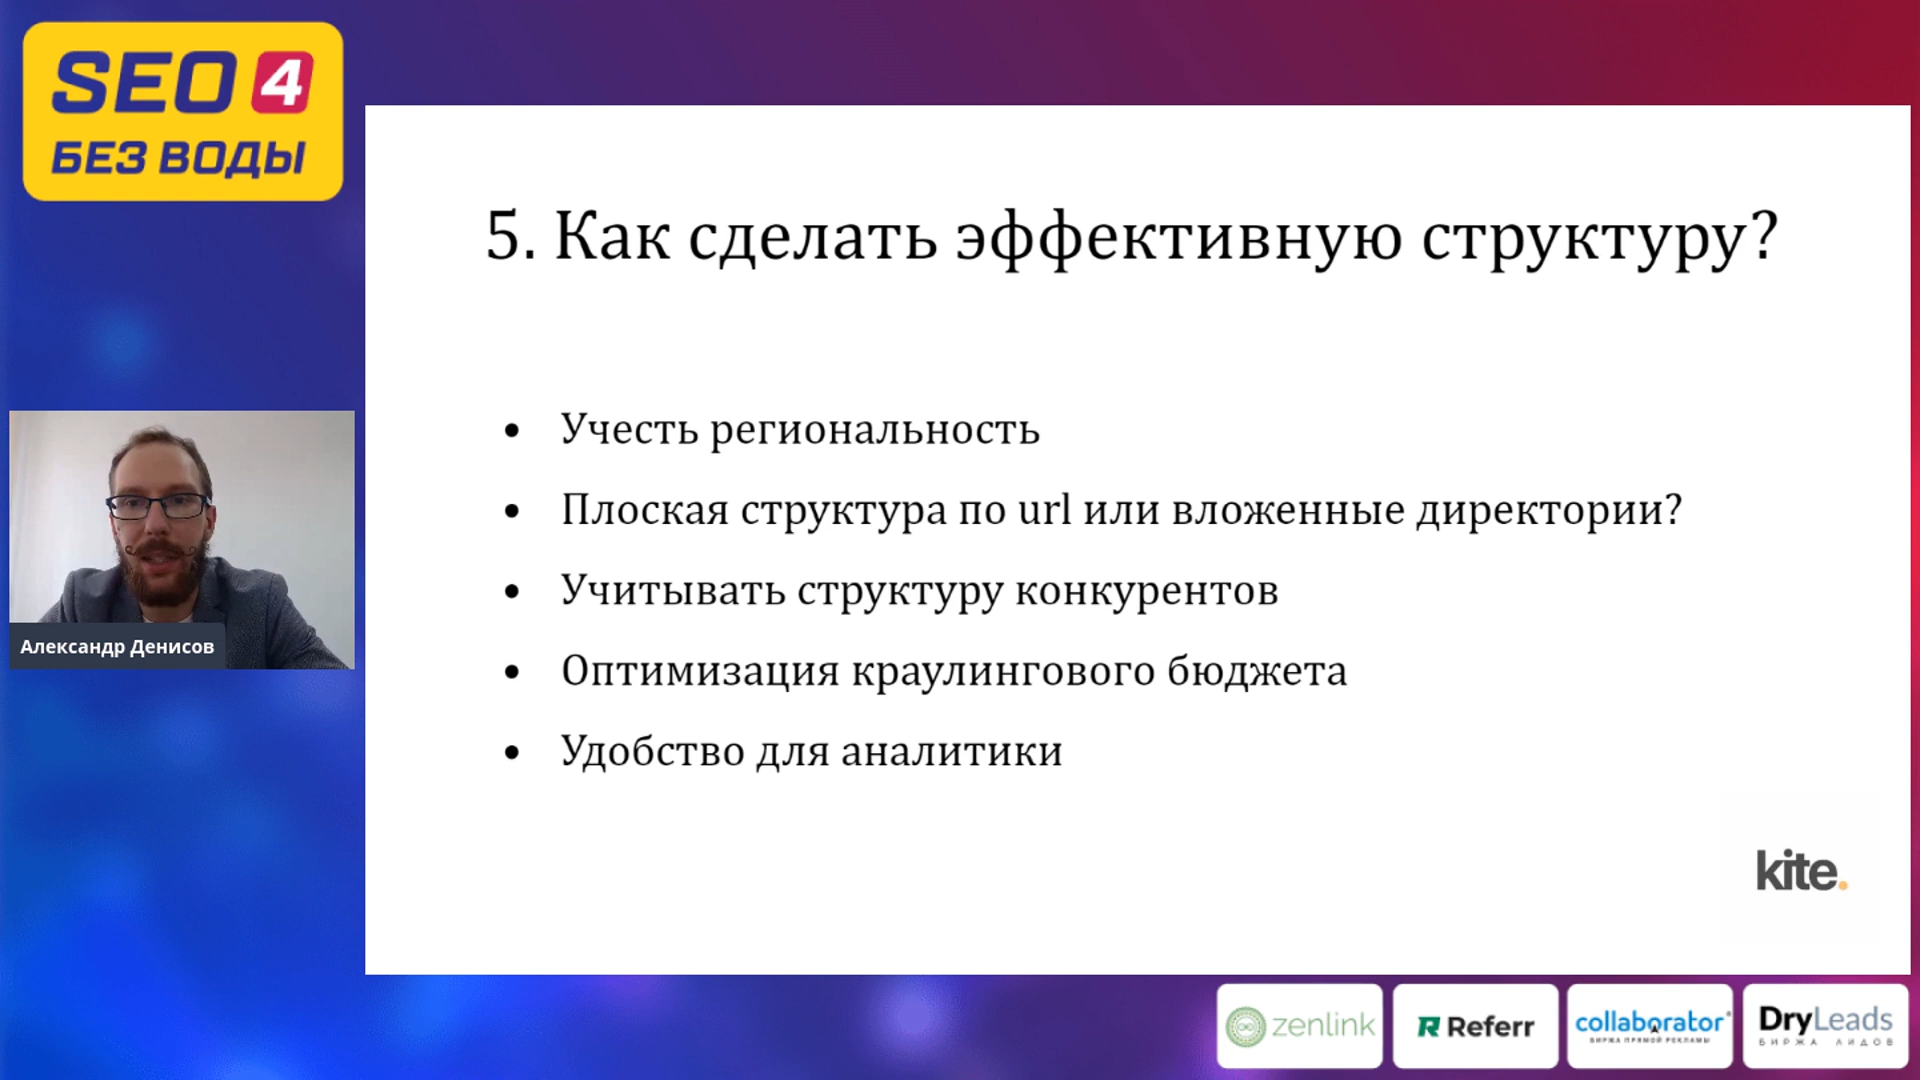 SEO 4
БЕЗ ВОДЫ
5. Как сделать эффективную структуру?
• Учесть региональность
• Плоская структура по url или вложенные директории?
• Учитывать структуру конкурентов
• Оптимизация краулингового бюджета
• Удобство для аналитики
Александр Денисов
kite.
zenlink
Referr
collaborator
БИРЖА ПРЯМОЙ РЕКЛАМЫ
DryLeads
БИРЖА ЛИДОВ